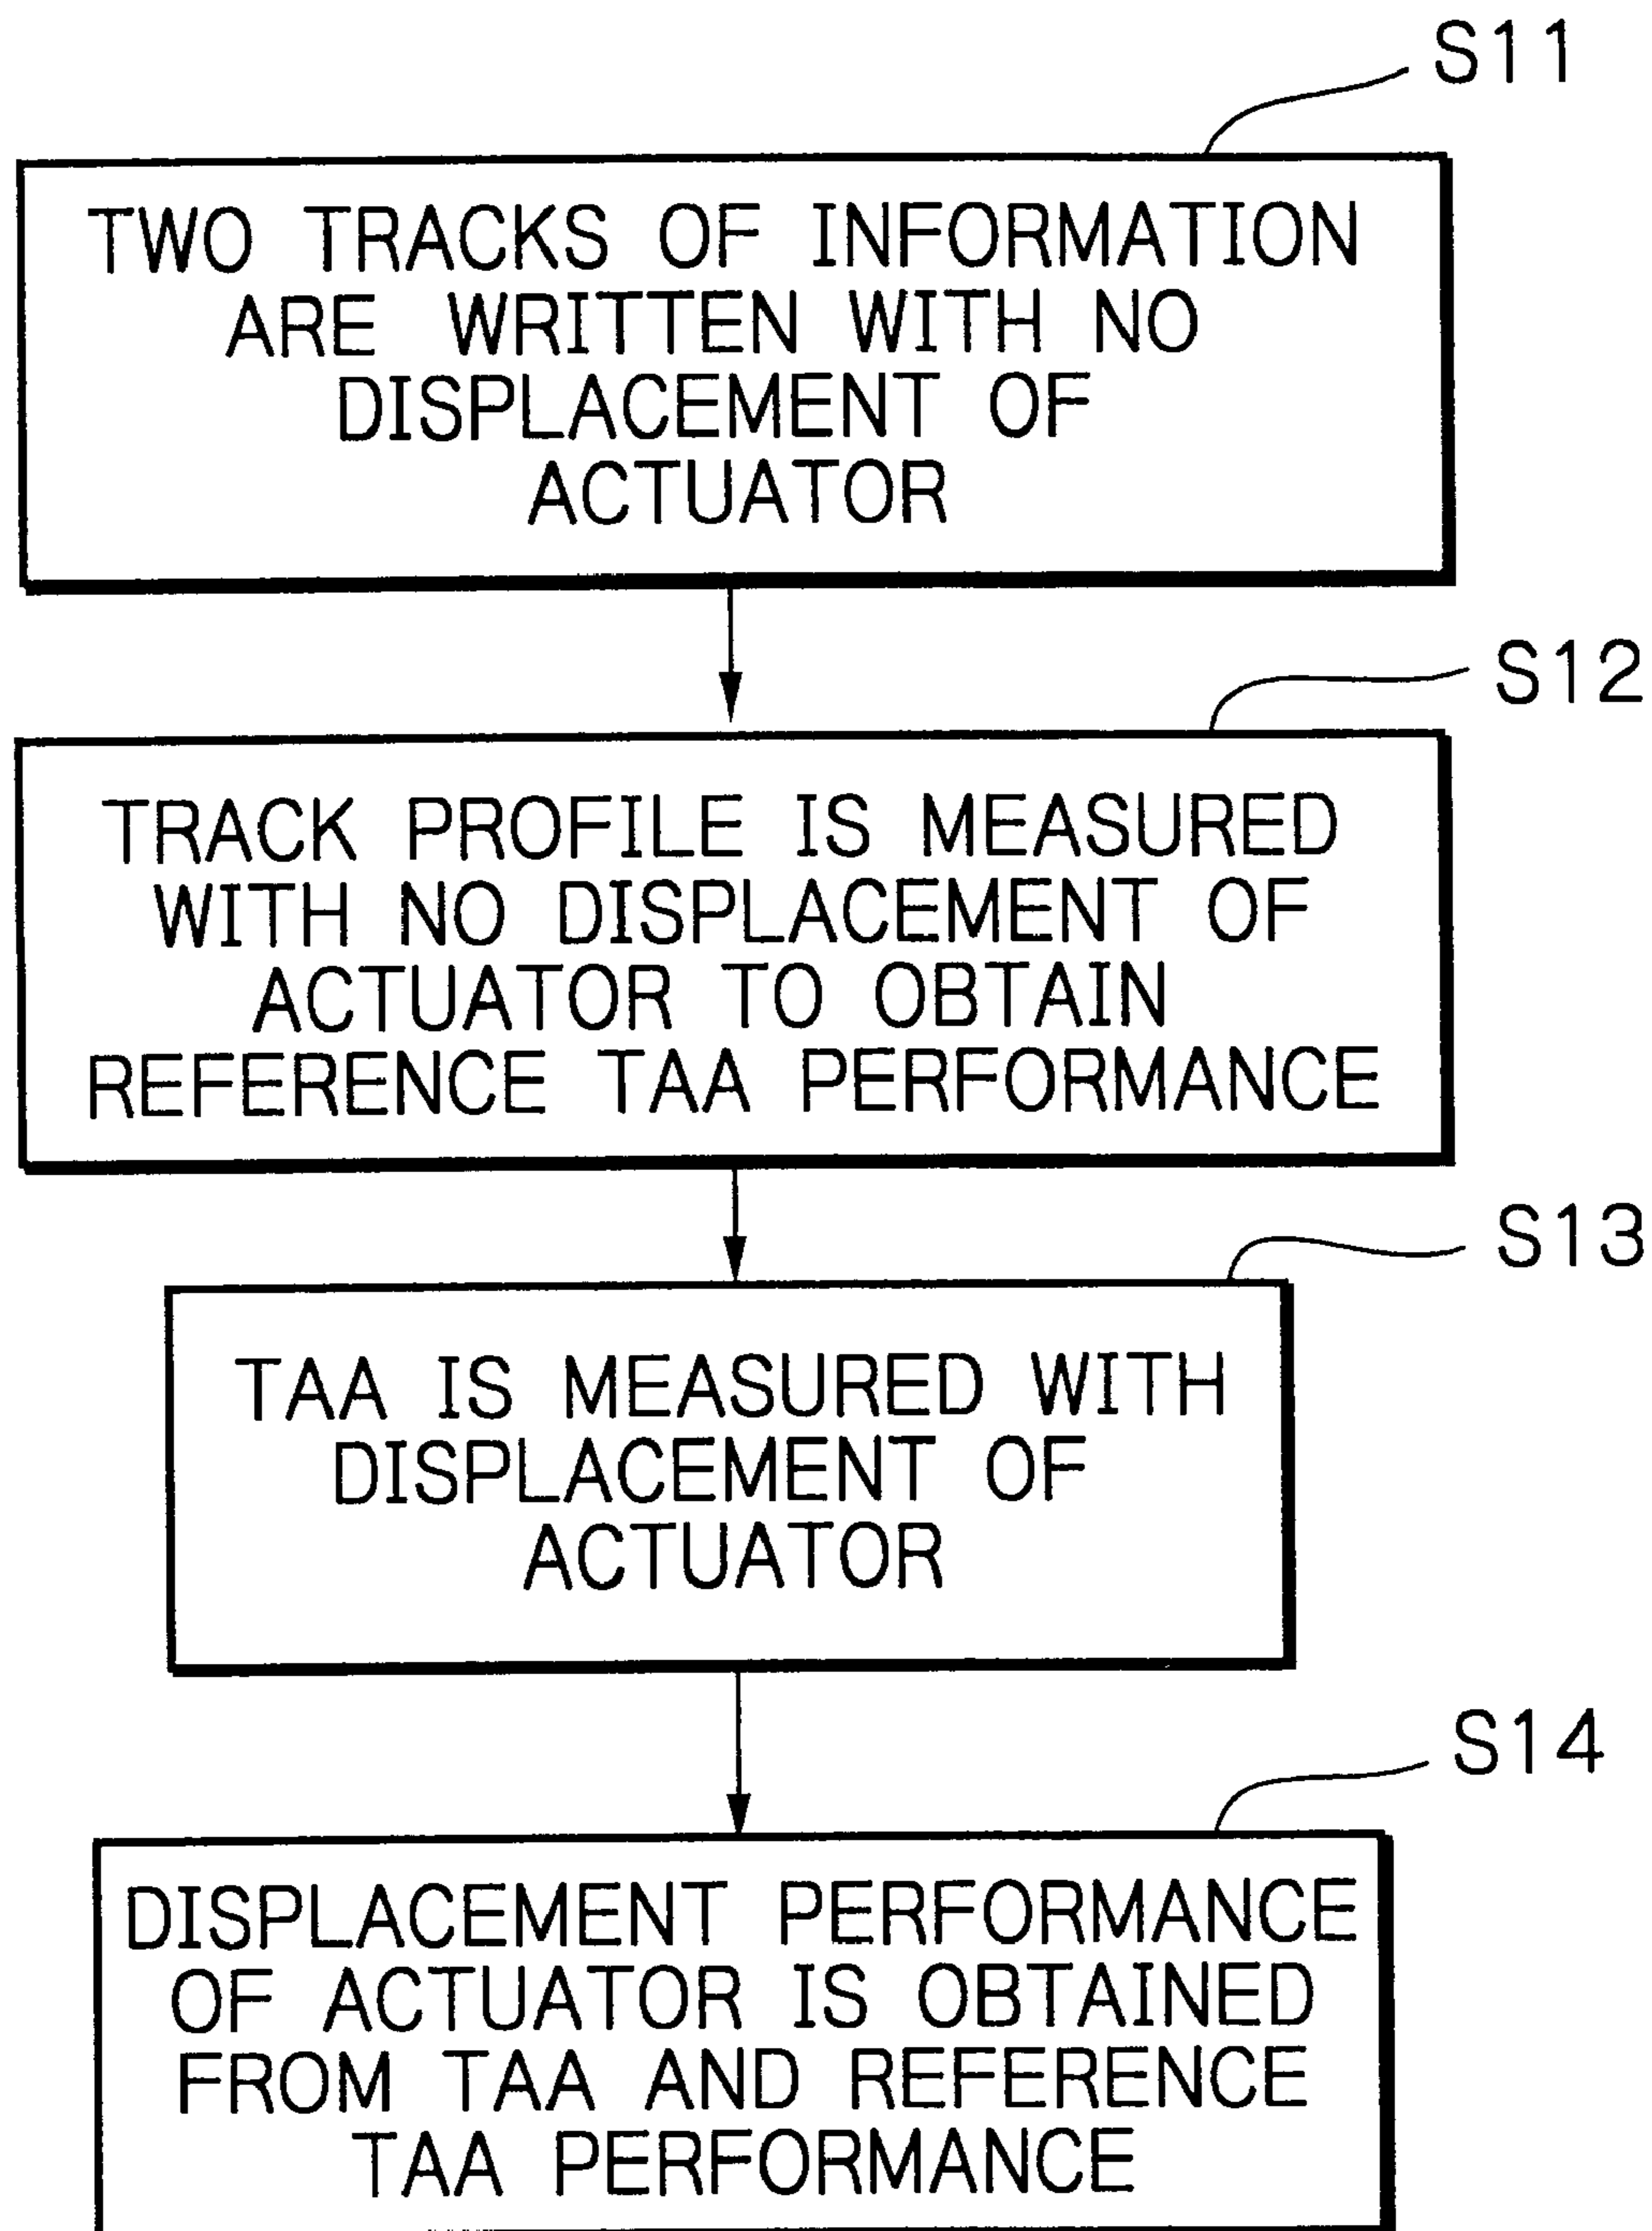 S11
TWO TRACKS OF INFORMATION
ARE WRITTEN WITH NO
DISPLACEMENT OF
ACTUATOR
S12
TRACK PROFILE IS MEASURED
WITH NO DISPLACEMENT OF
ACTUATOR TO OBTAIN
REFERENCE TAA PERFORMANCE
S13
TAA IS MEASURED WITH
DISPLACEMENT OF
ACTUATOR
S14
DISPLACEMENT PERFORMANCE
OF ACTUATOR IS OBTAINED
FROM TAA AND REFERENCE
TAA PERFORMANCE